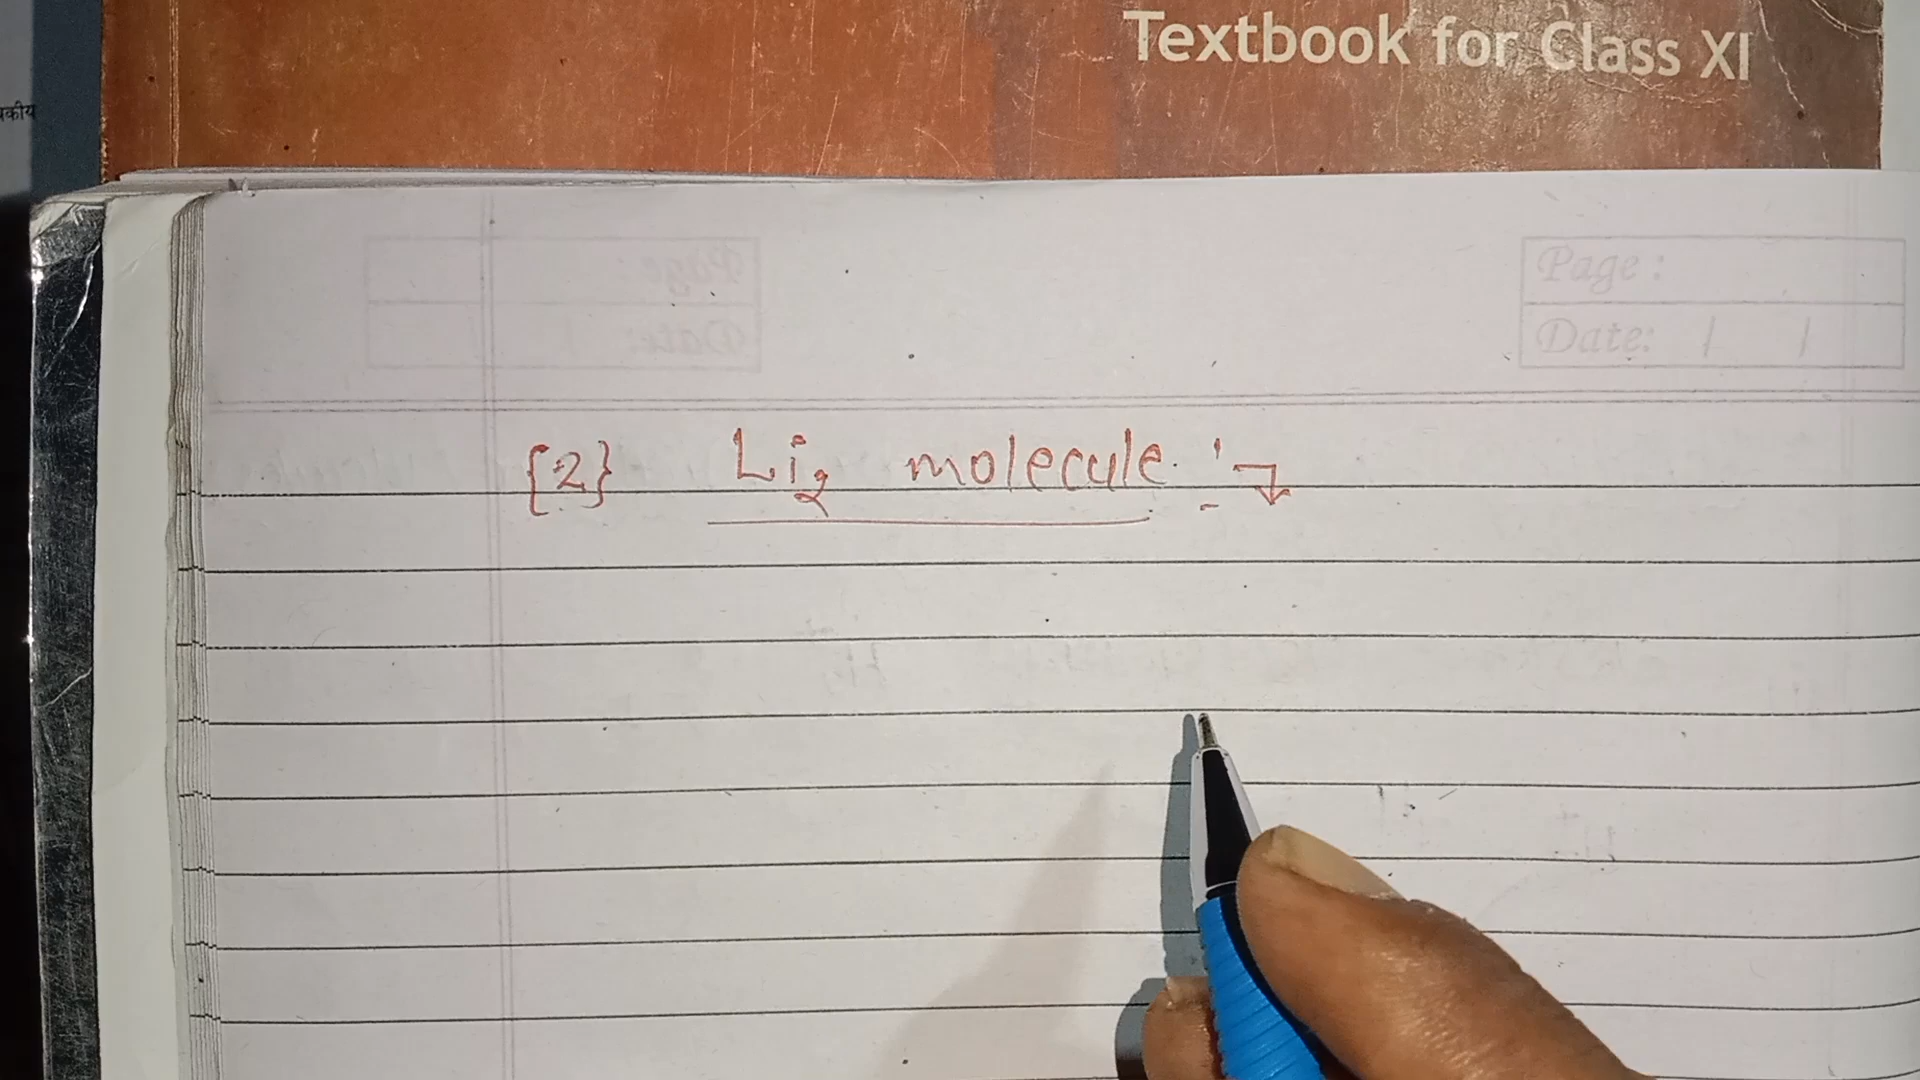 Textbook for Class XI
Page :
Date: / /
{2} Li₂ molecule :